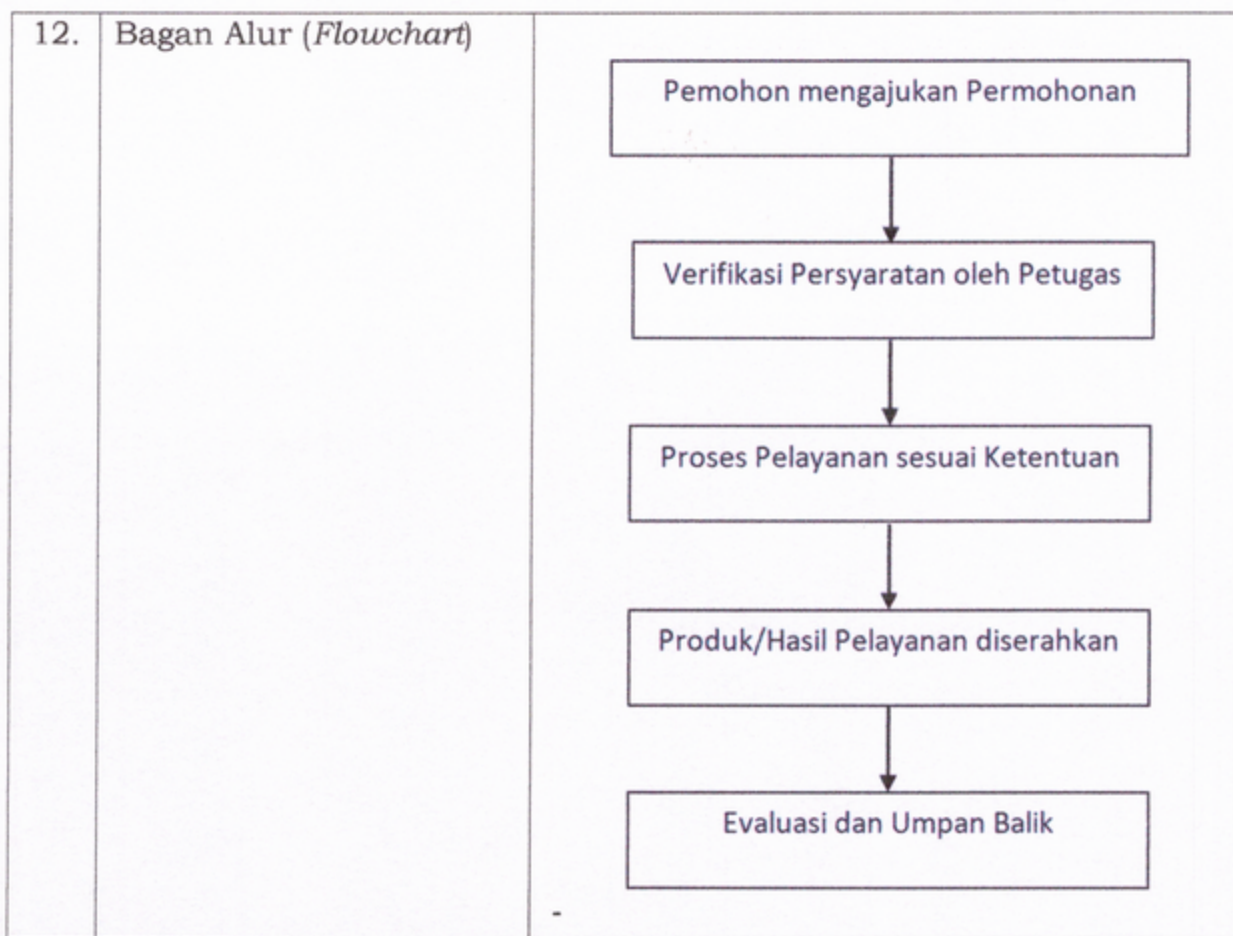 12. Bagan Alur (Flowchart)
Pemohon mengajukan Permohonan
Verifikasi Persyaratan oleh Petugas
Proses Pelayanan sesuai Ketentuan
Produk/Hasil Pelayanan diserahkan
Evaluasi dan Umpan Balik
-